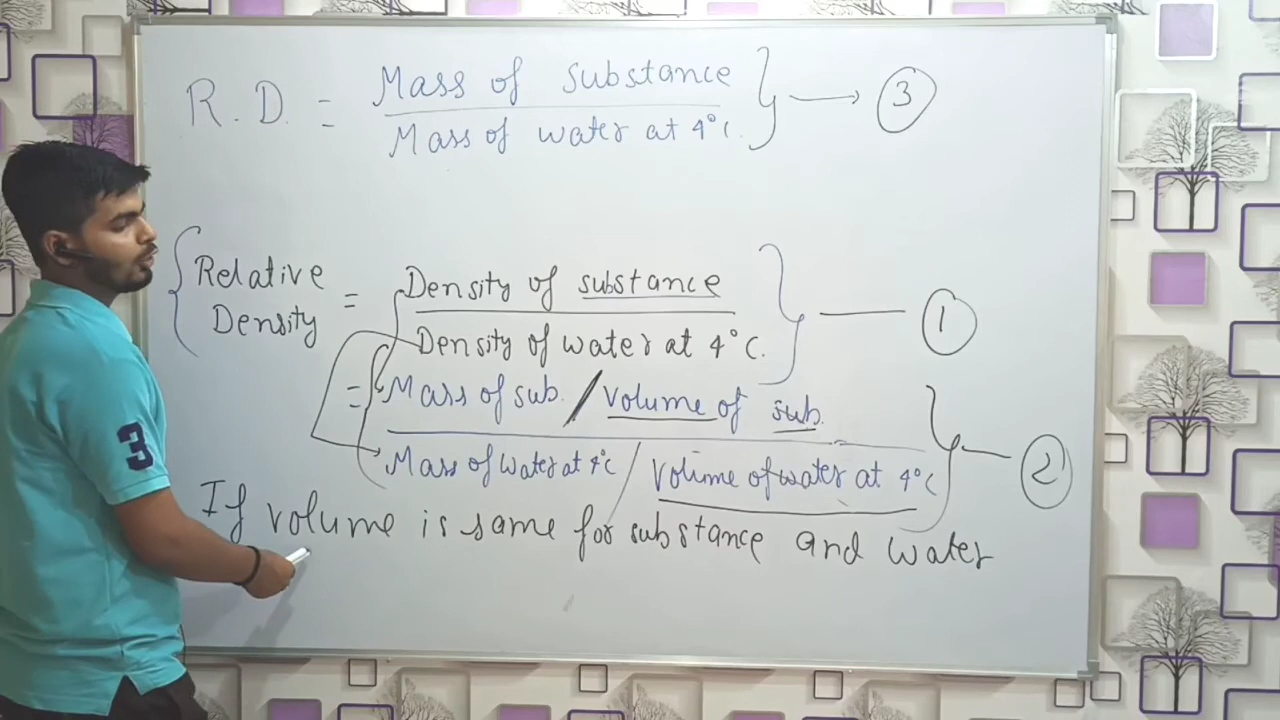 R.D. = Mass of substance
Mass of water at 4°C. } → 3
{ Relative Density = Density of substance
Density of water at 4°C. } — 1
= Mass of sub. / Volume of sub.
Mass of water at 4°C / Volume of water at 4°C } — 2
If volume is same for substance and water
3